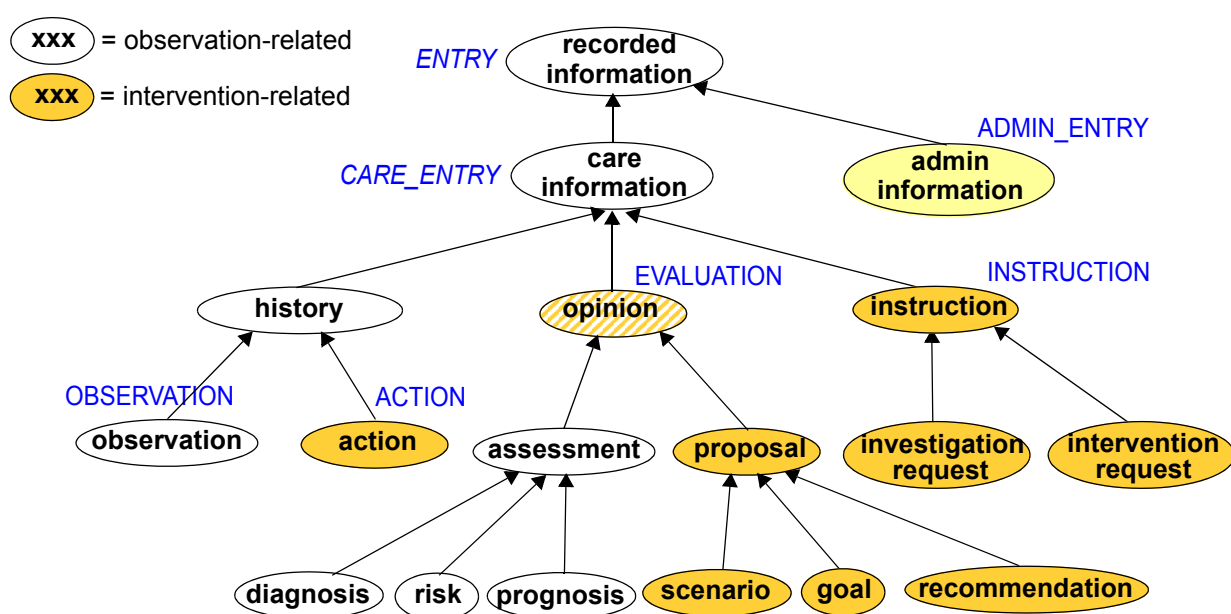 xxx = observation-related
xxx = intervention-related
ENTRY
recorded
information
ADMIN_ENTRY
admin
information
CARE_ENTRY
care
information
EVALUATION
INSTRUCTION
history
opinion
instruction
OBSERVATION
ACTION
observation
action
assessment
proposal
investigation
request
intervention
request
diagnosis
risk
prognosis
scenario
goal
recommendation